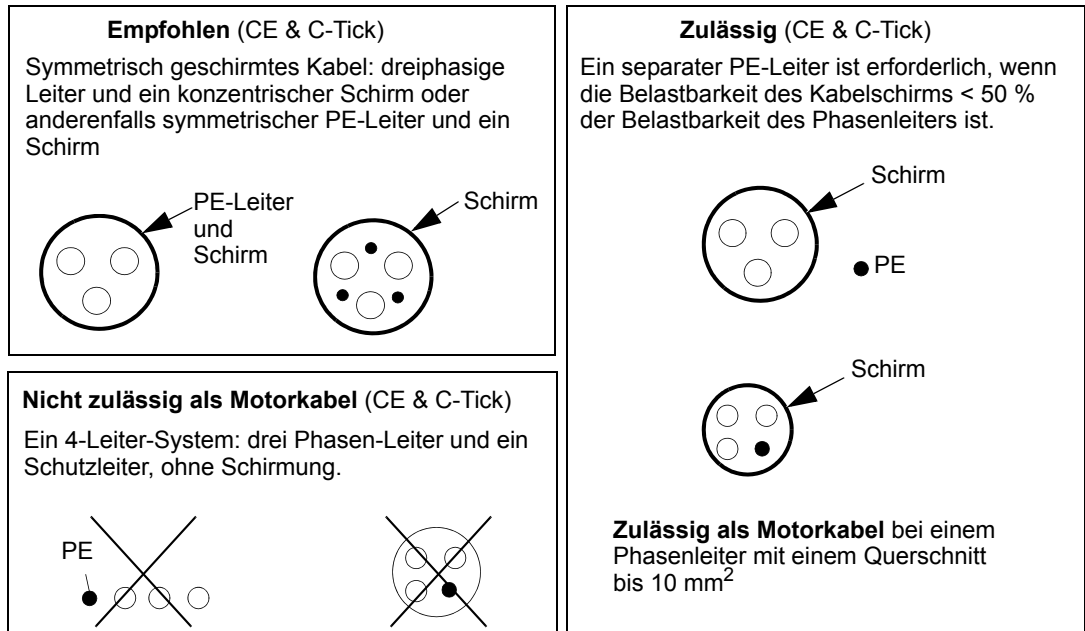 Empfohlen (CE & C-Tick)
Symmetrisch geschirmtes Kabel: dreiphasige
Leiter und ein konzentrischer Schirm oder
anderenfalls symmetrischer PE-Leiter und ein
Schirm
PE-Leiter
und
Schirm
Schirm
Nicht zulässig als Motorkabel (CE & C-Tick)
Ein 4-Leiter-System: drei Phasen-Leiter und ein
Schutzleiter, ohne Schirmung.
PE
Zulässig (CE & C-Tick)
Ein separater PE-Leiter ist erforderlich, wenn
die Belastbarkeit des Kabelschirms < 50 %
der Belastbarkeit des Phasenleiters ist.
Schirm
PE
Schirm
Zulässig als Motorkabel bei einem
Phasenleiter mit einem Querschnitt
bis 10 mm²